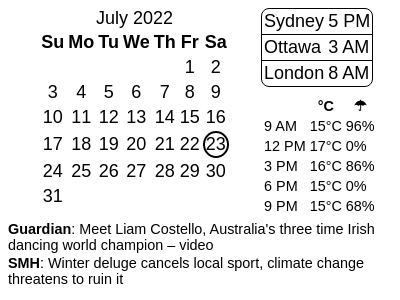 July 2022
Su Mo Tu We Th Fr Sa
1 2
3 4 5 6 7 8 9
10 11 12 13 14 15 16
17 18 19 20 21 22 23
24 25 26 27 28 29 30
31
Sydney 5 PM
Ottawa 3 AM
London 8 AM
°C ☂
9 AM 15°C 96%
12 PM 17°C 0%
3 PM 16°C 86%
6 PM 15°C 0%
9 PM 15°C 68%
Guardian: Meet Liam Costello, Australia's three time Irish
dancing world champion – video
SMH: Winter deluge cancels local sport, climate change
threatens to ruin it